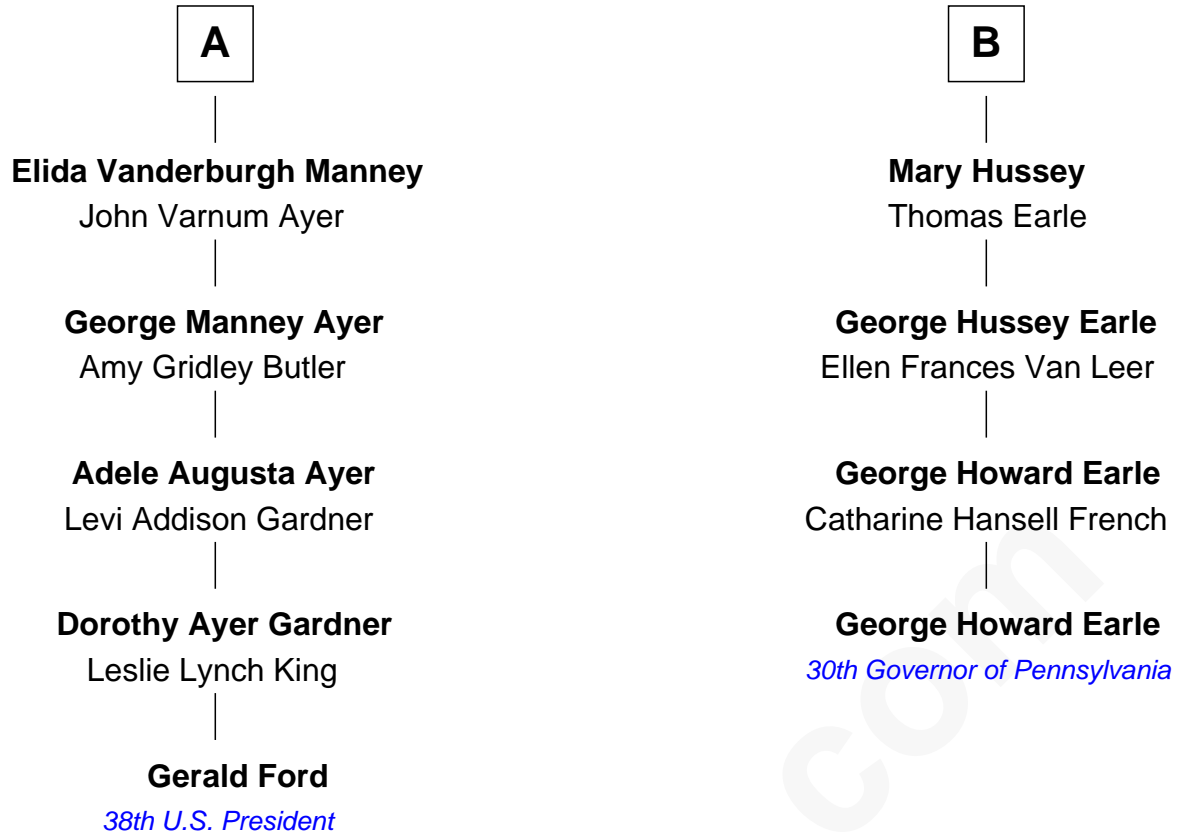 A
Elida Vanderburgh Manney
John Varnum Ayer
George Manney Ayer
Amy Gridley Butler
Adele Augusta Ayer
Levi Addison Gardner
Dorothy Ayer Gardner
Leslie Lynch King
Gerald Ford
38th U.S. President
B
Mary Hussey
Thomas Earle
George Hussey Earle
Ellen Frances Van Leer
George Howard Earle
Catharine Hansell French
George Howard Earle
30th Governor of Pennsylvania
com